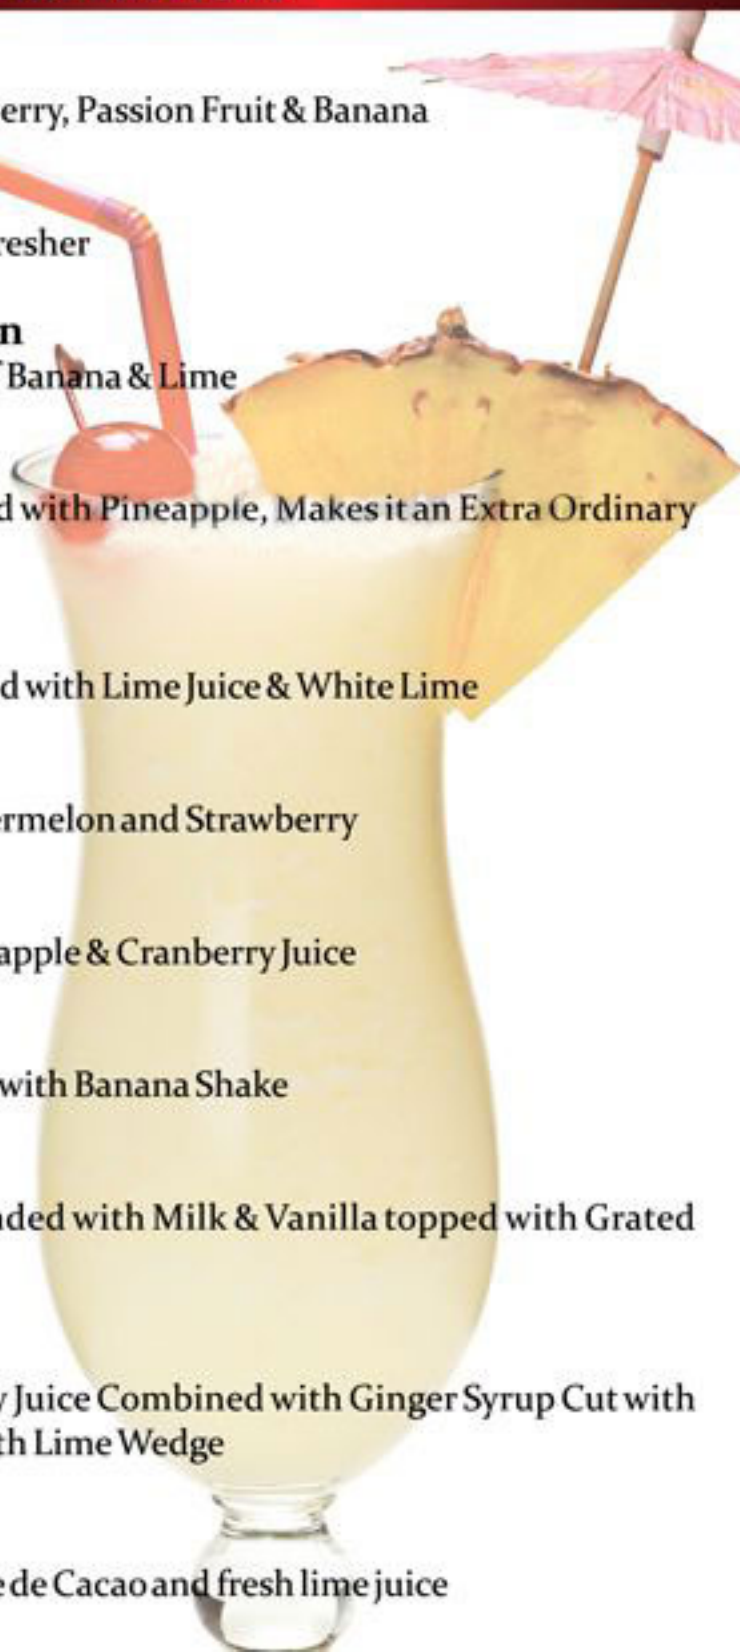 erry, Passion Fruit & Banana
resher
n
Banana & Lime
d with Pineapple, Makes it an Extra Ordinary
d with Lime Juice & White Lime
ermelon and Strawberry
apple & Cranberry Juice
with Banana Shake
nded with Milk & Vanilla topped with Grated
y Juice Combined with Ginger Syrup Cut with
th Lime Wedge
e de Cacao and fresh lime juice